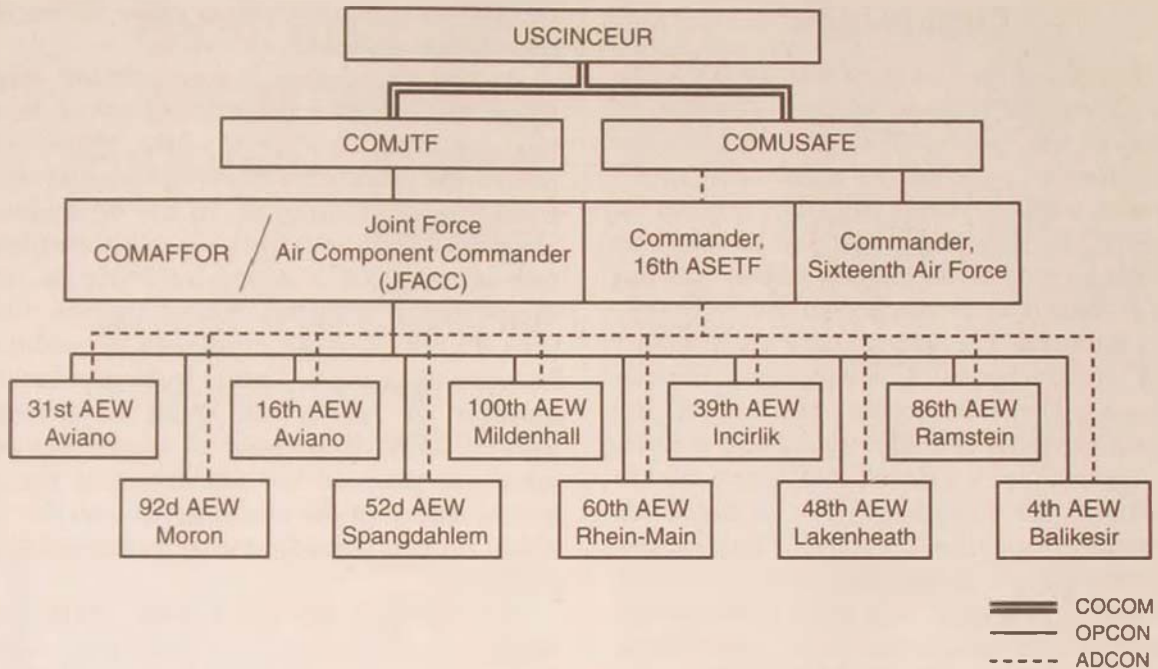 USCINCEUR
COMJTF
COMUSAFE
COMAFFOR / Joint Force
Air Component Commander
(JFACC)
Commander,
16th ASETF
Commander,
Sixteenth Air Force
31st AEW
Aviano
16th AEW
Aviano
100th AEW
Mildenhall
39th AEW
Incirlik
86th AEW
Ramstein
92d AEW
Moron
52d AEW
Spangdahlem
60th AEW
Rhein-Main
48th AEW
Lakenheath
4th AEW
Balikesir
COCOM
OPCON
ADCON